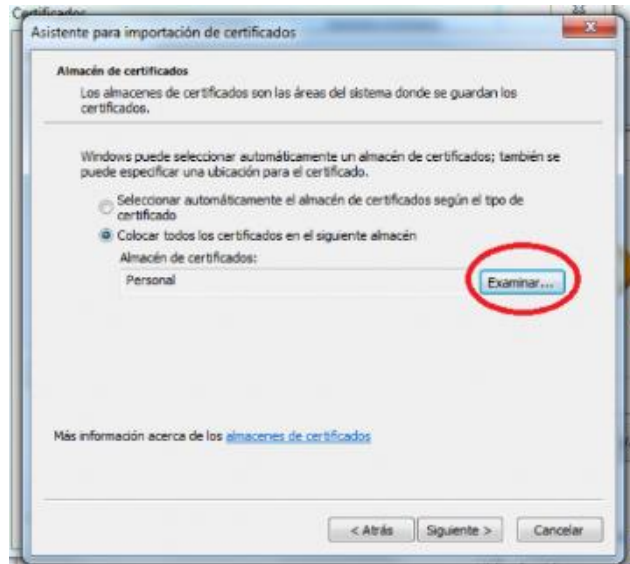 Certificados
Asistente para importación de certificados
Almacén de certificados
Los almacenes de certificados son las áreas del sistema donde se guardan los
certificados.
Windows puede seleccionar automáticamente un almacén de certificados; también se
puede especificar una ubicación para el certificado.
Seleccionar automáticamente el almacén de certificados según el tipo de
certificado
Colocar todos los certificados en el siguiente almacén
Almacén de certificados:
Personal
Examinar...
Más información acerca de los almacenes de certificados
< Atrás
Siguiente >
Cancelar